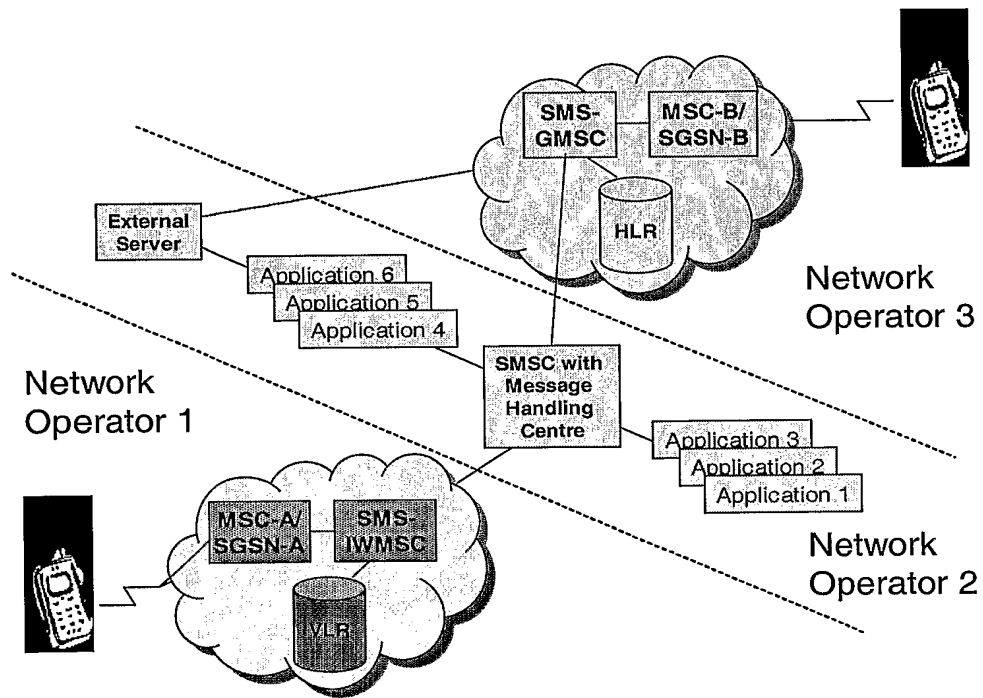 SMS-
GMSC
MSC-B/
SGSN-B
HLR
External
Server
Application 6
Application 5
Application 4
Network
Operator 3
SMSC with
Message
Handling
Centre
Network
Operator 1
Application 3
Application 2
Application 1
MSC-A/
SGSN-A
SMS-
IWMSC
VLR
Network
Operator 2